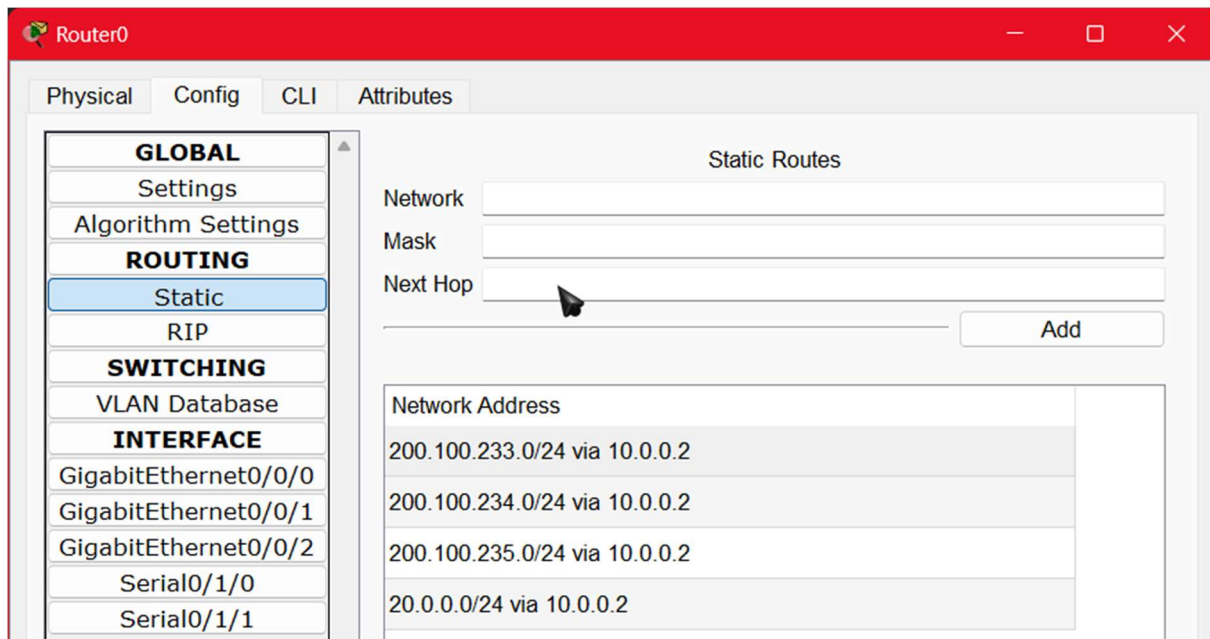 Router0
Physical Config CLI Attributes
GLOBAL
Settings
Algorithm Settings
ROUTING
Static
RIP
SWITCHING
VLAN Database
INTERFACE
GigabitEthernet0/0/0
GigabitEthernet0/0/1
GigabitEthernet0/0/2
Serial0/1/0
Serial0/1/1
Static Routes
Network
Mask
Next Hop
Add
Network Address
200.100.233.0/24 via 10.0.0.2
200.100.234.0/24 via 10.0.0.2
200.100.235.0/24 via 10.0.0.2
20.0.0.0/24 via 10.0.0.2